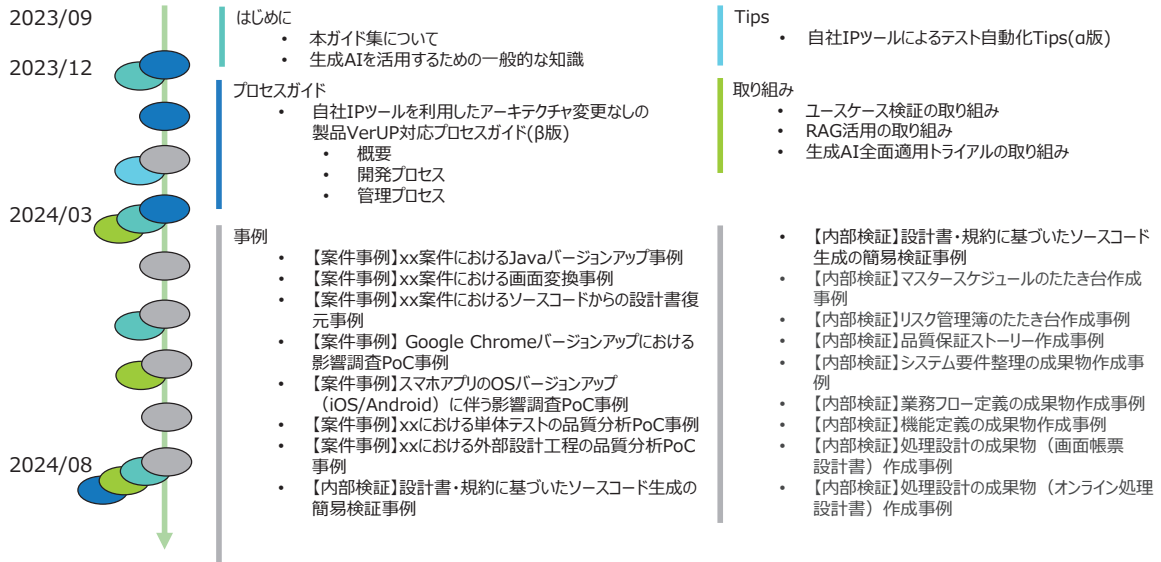 2023/09
2023/12
2024/03
2024/08
はじめに
• 本ガイド集について
• 生成AIを活用するための一般的な知識
プロセスガイド
• 自社IPツールを利用したアーキテクチャ変更なしの
製品VerUP対応プロセスガイド(β版)
• 概要
• 開発プロセス
• 管理プロセス
Tips
• 自社IPツールによるテスト自動化Tips(α版)
取り組み
• ユースケース検証の取り組み
• RAG活用の取り組み
• 生成AI全面適用トライアルの取り組み
事例
• 【案件事例】xx案件におけるJavaバージョンアップ事例
• 【案件事例】xx案件における画面変換事例
• 【案件事例】xx案件におけるソースコードからの設計書復
元事例
• 【案件事例】 Google Chromeバージョンアップにおける
影響調査PoC事例
• 【案件事例】スマホアプリのOSバージョンアップ
（iOS/Android）に伴う影響調査PoC事例
• 【案件事例】xxにおける単体テストの品質分析PoC事例
• 【案件事例】xxにおける外部設計工程の品質分析PoC
事例
• 【内部検証】設計書・規約に基づいたソースコード生成の
簡易検証事例
• 【内部検証】設計書・規約に基づいたソースコード
生成の簡易検証事例
• 【内部検証】マスタースケジュールのたたき台作成
事例
• 【内部検証】リスク管理簿のたたき台作成事例
• 【内部検証】品質保証ストーリー作成事例
• 【内部検証】システム要件整理の成果物作成事
例
• 【内部検証】業務フロー定義の成果物作成事例
• 【内部検証】機能定義の成果物作成事例
• 【内部検証】処理設計の成果物（画面帳票
設計書）作成事例
• 【内部検証】処理設計の成果物（オンライン処理
設計書）作成事例